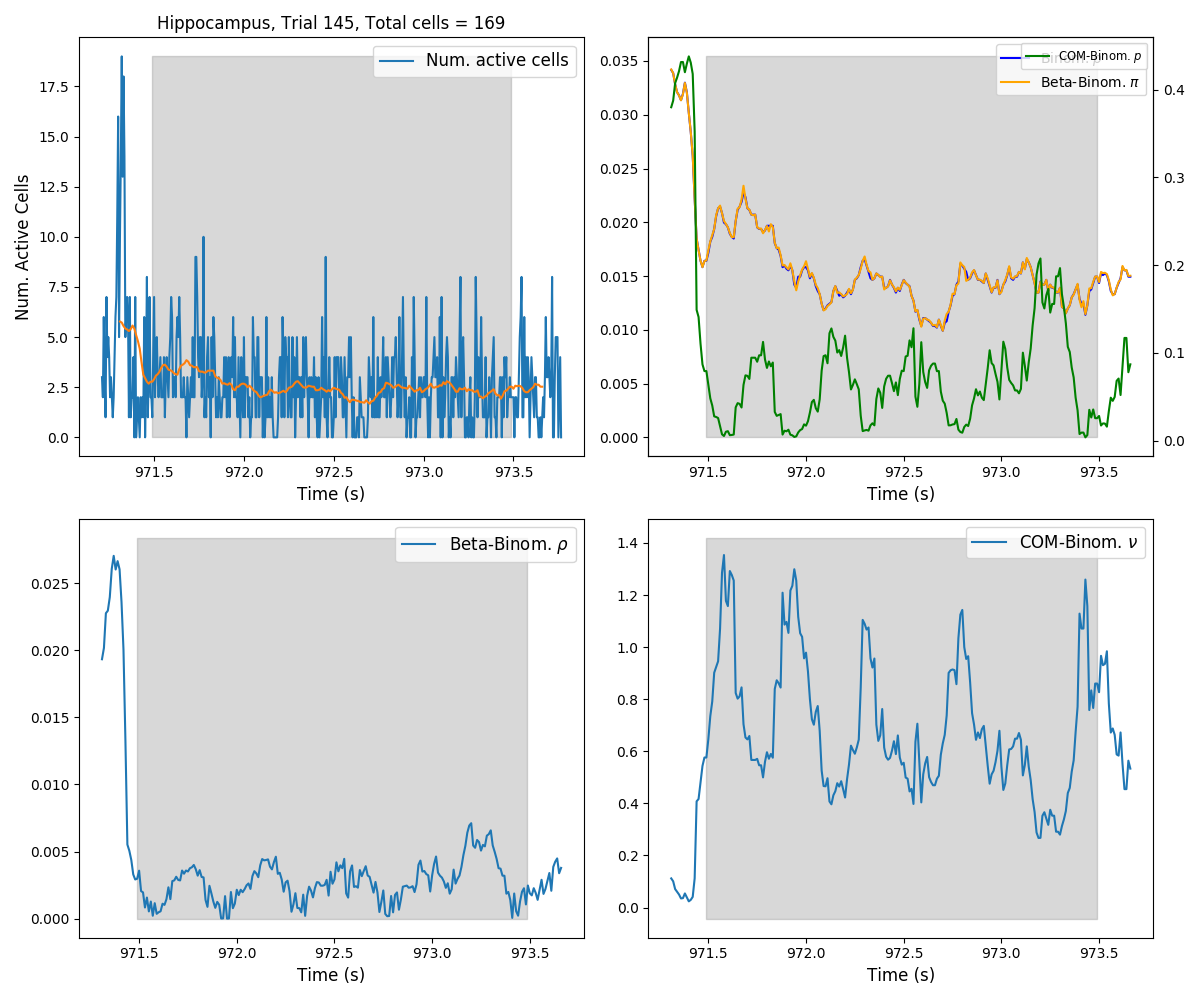 Hippocampus, Trial 145, Total cells = 169
Num. active cells
17.5
15.0
12.5
10.0
7.5
5.0
2.5
0.0
Num. Active Cells
971.5 972.0 972.5 973.0 973.5
Time (s)
COM-Binom. ρ
Beta-Binom. π
0.035
0.030
0.025
0.020
0.015
0.010
0.005
0.000
0.4
0.3
0.2
0.1
0.0
971.5 972.0 972.5 973.0 973.5
Time (s)
Beta-Binom. ρ
0.025
0.020
0.015
0.010
0.005
0.000
971.5 972.0 972.5 973.0 973.5
Time (s)
COM-Binom. ν
1.4
1.2
1.0
0.8
0.6
0.4
0.2
0.0
971.5 972.0 972.5 973.0 973.5
Time (s)